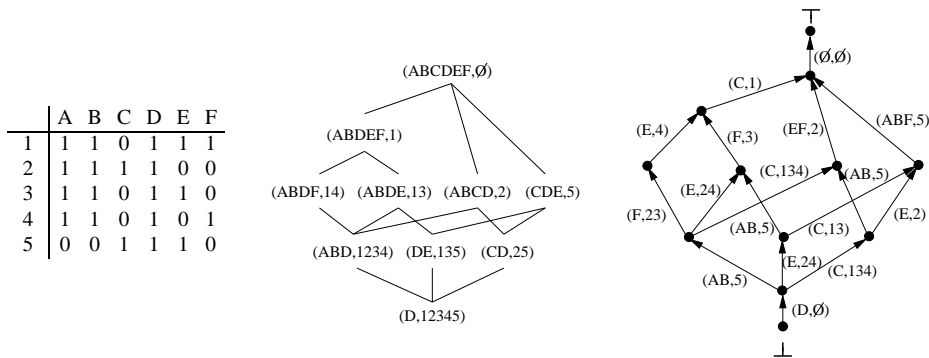 A B C D E F
1 1 1 0 1 1 1
2 1 1 1 1 0 0
3 1 1 0 1 1 0
4 1 1 0 1 0 1
5 0 0 1 1 1 0
(ABCDEF,Ø)
(ABDEF,1)
(ABDF,14) (ABDE,13) (ABCD,2) (CDE,5)
(ABD,1234) (DE,135) (CD,25)
(D,12345)
⊤
(Ø,Ø)
(C,1)
(E,4) (F,3) (EF,2) (ABF,5)
(C,134) (AB,5)
(F,23) (E,24) (AB,5) (C,13) (E,2)
(AB,5) (E,24) (C,134)
(D,Ø)
⊥